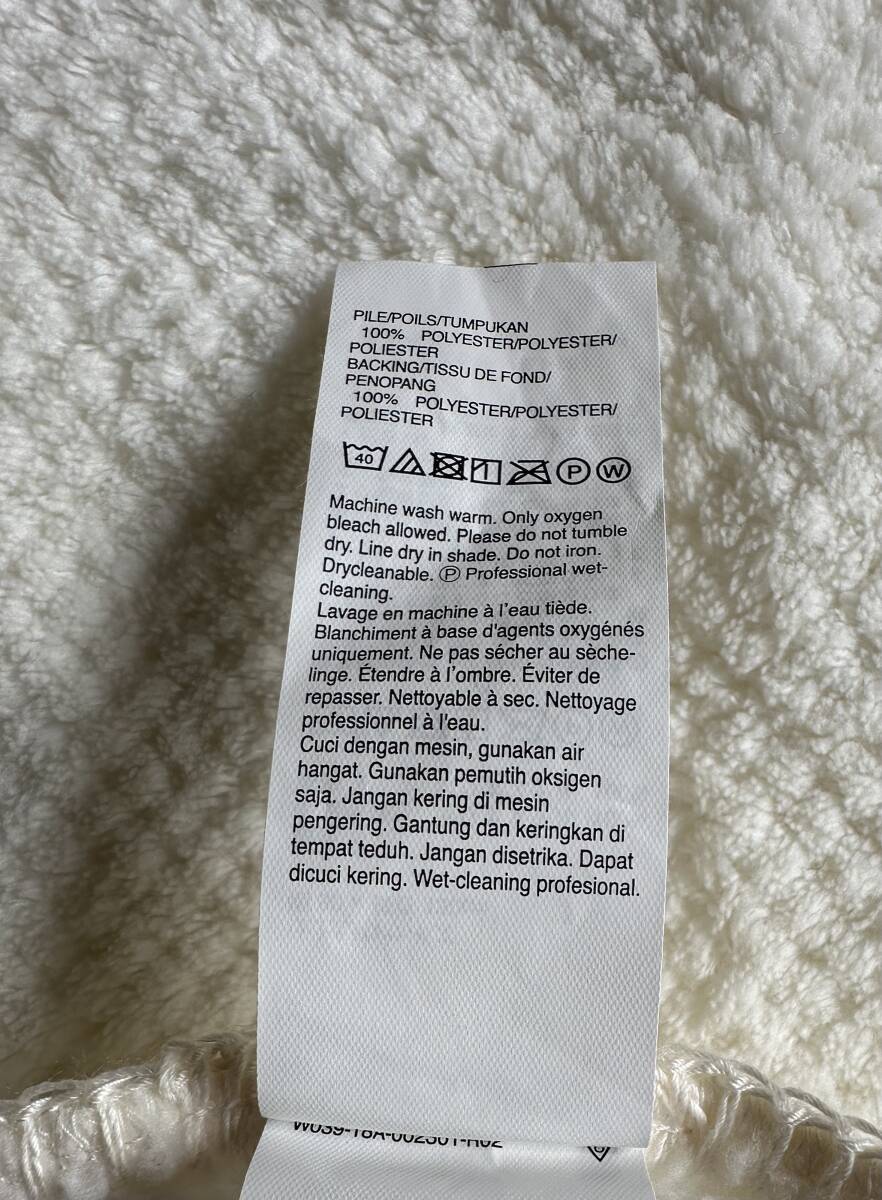 PILE/POILS/TUMPUKAN
100% POLYESTER/POLYESTER/
POLIESTER
BACKING/TISSU DE FOND/
PENOPANG
100% POLYESTER/POLYESTER/
POLIESTER
40 P W
Machine wash warm. Only oxygen
bleach allowed. Please do not tumble
dry. Line dry in shade. Do not iron.
Drycleanable. Ⓟ Professional wet-
cleaning.
Lavage en machine à l'eau tiède.
Blanchiment à base d'agents oxygénés
uniquement. Ne pas sécher au sèche-
linge. Étendre à l'ombre. Éviter de
repasser. Nettoyable à sec. Nettoyage
professionnel à l'eau.
Cuci dengan mesin, gunakan air
hangat. Gunakan pemutih oksigen
saja. Jangan kering di mesin
pengering. Gantung dan keringkan di
tempat teduh. Jangan disetrika. Dapat
dicuci kering. Wet-cleaning profesional.